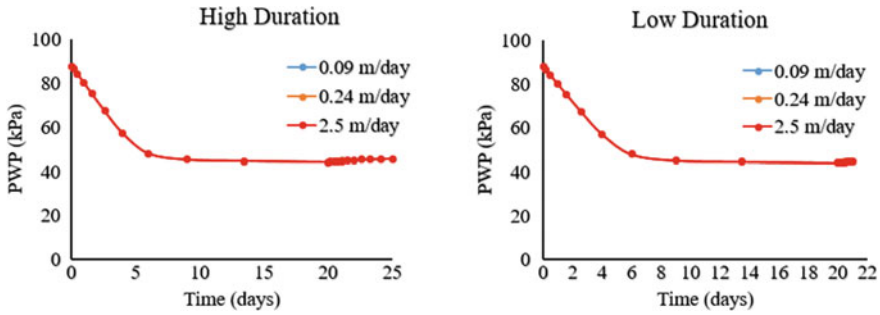 High Duration
100
80
60
40
20
0
PWP (kPa)
0.09 m/day
0.24 m/day
2.5 m/day
0 5 10 15 20 25
Time (days)
Low Duration
100
80
60
40
20
0
PWP (kPa)
0.09 m/day
0.24 m/day
2.5 m/day
0 2 4 6 8 10 12 14 16 18 20 22
Time (days)